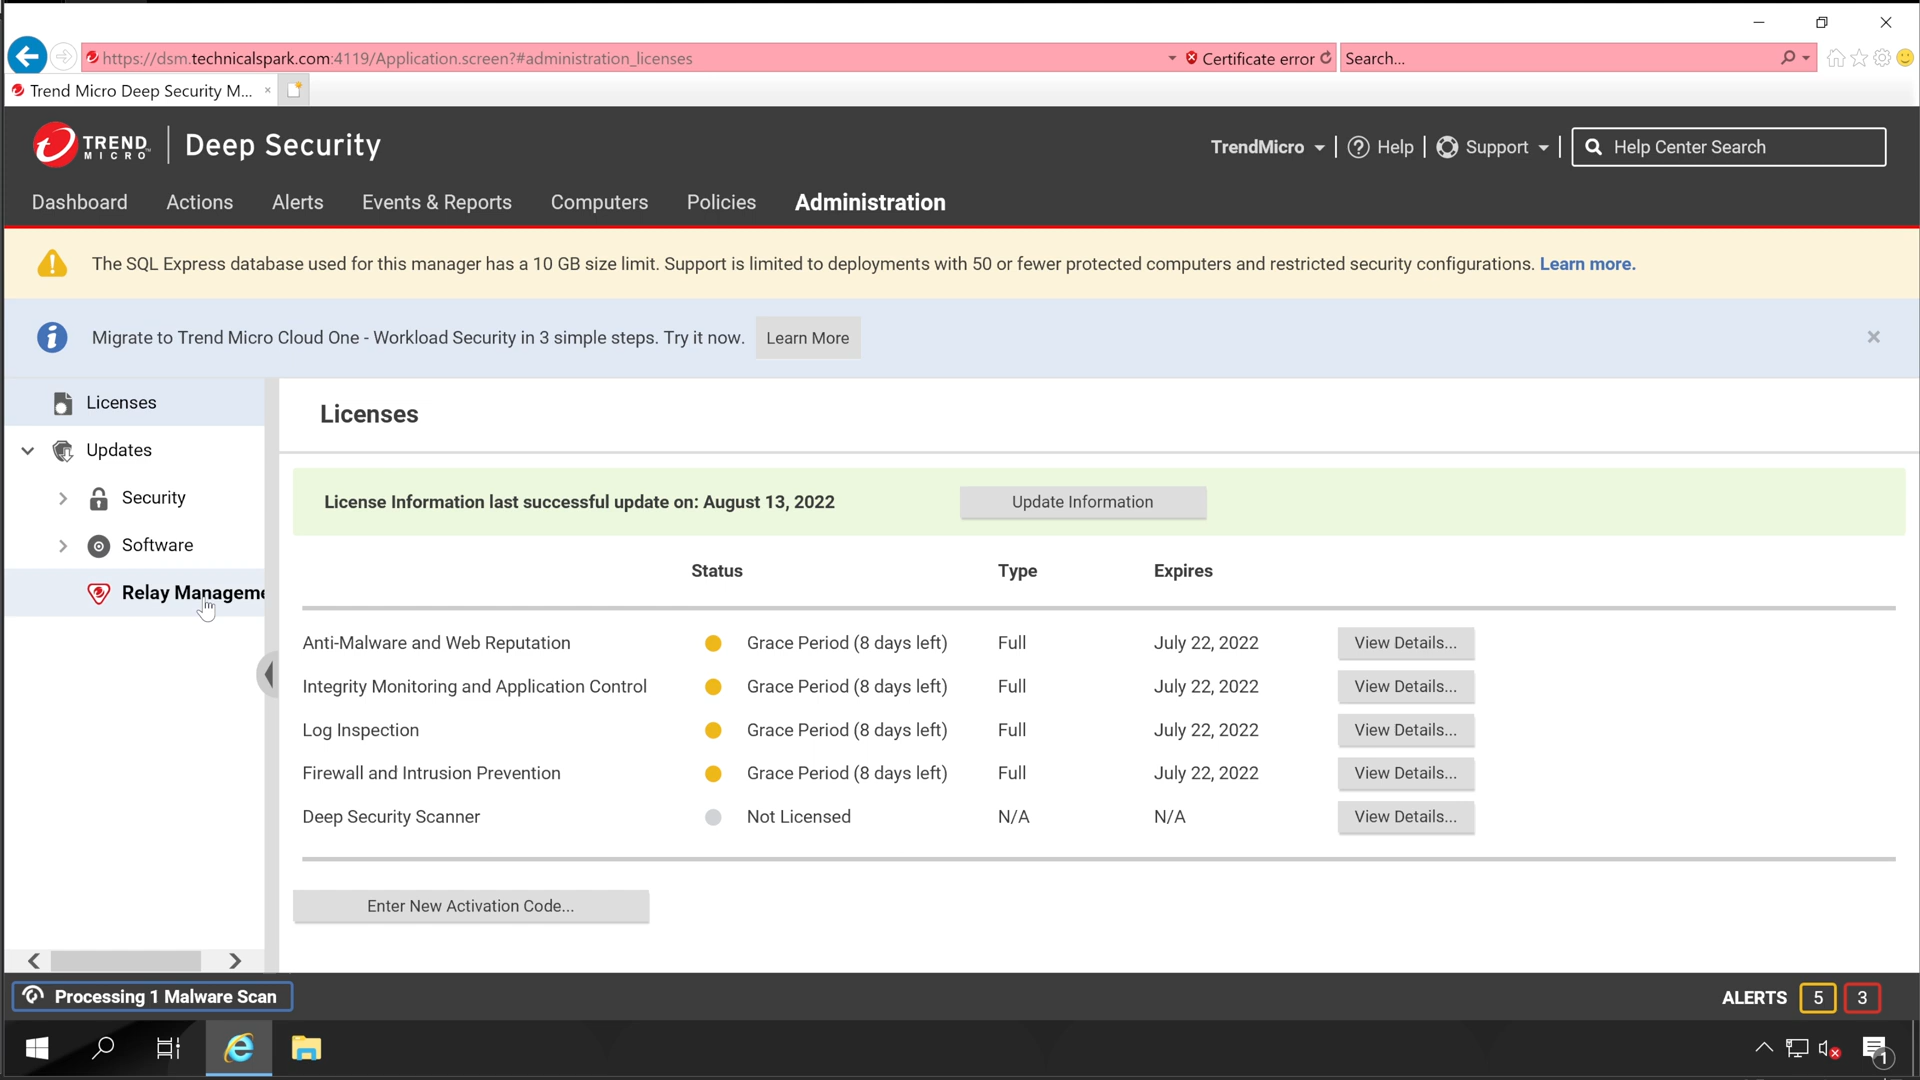 https://dsm.technicalspark.com:4119/Application.screen?#administration_licenses
Certificate error
Search...
Trend Micro Deep Security M...
TREND MICRO
Deep Security
TrendMicro
Help
Support
Help Center Search
Dashboard
Actions
Alerts
Events & Reports
Computers
Policies
Administration
The SQL Express database used for this manager has a 10 GB size limit. Support is limited to deployments with 50 or fewer protected computers and restricted security configurations. Learn more.
Migrate to Trend Micro Cloud One - Workload Security in 3 simple steps. Try it now. Learn More
Licenses
Updates
Security
Software
Relay Manageme
Licenses
License Information last successful update on: August 13, 2022 Update Information
Status Type Expires
Anti-Malware and Web Reputation Grace Period (8 days left) Full July 22, 2022 View Details...
Integrity Monitoring and Application Control Grace Period (8 days left) Full July 22, 2022 View Details...
Log Inspection Grace Period (8 days left) Full July 22, 2022 View Details...
Firewall and Intrusion Prevention Grace Period (8 days left) Full July 22, 2022 View Details...
Deep Security Scanner Not Licensed N/A N/A View Details...
Enter New Activation Code...
Processing 1 Malware Scan
ALERTS 5 3
1